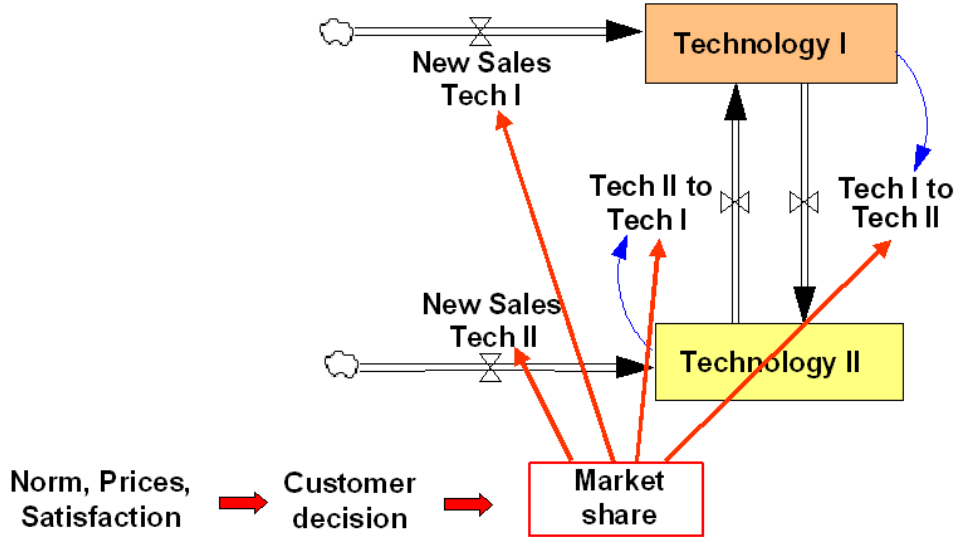 Technology I
New Sales
Tech I
Tech II to
Tech I
Tech I to
Tech II
New Sales
Tech II
Technology II
Norm, Prices,
Satisfaction
Customer
decision
Market
share